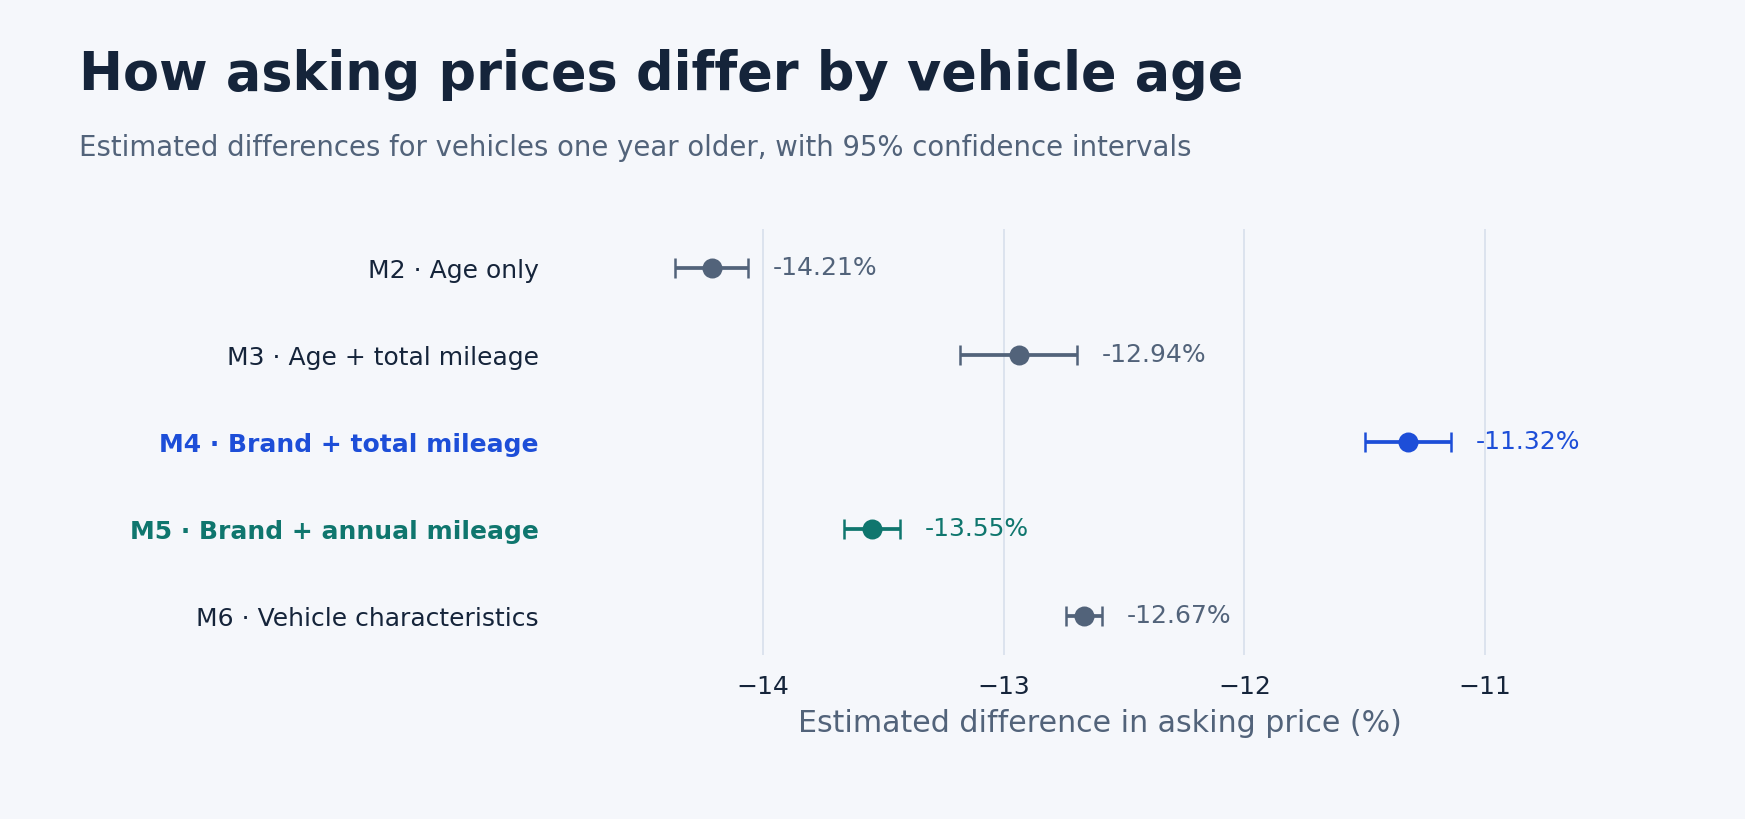 How asking prices differ by vehicle age
Estimated differences for vehicles one year older, with 95% confidence intervals
M2 · Age only
-14.21%
M3 · Age + total mileage
-12.94%
M4 · Brand + total mileage
-11.32%
M5 · Brand + annual mileage
-13.55%
M6 · Vehicle characteristics
-12.67%
−14 −13 −12 −11
Estimated difference in asking price (%)